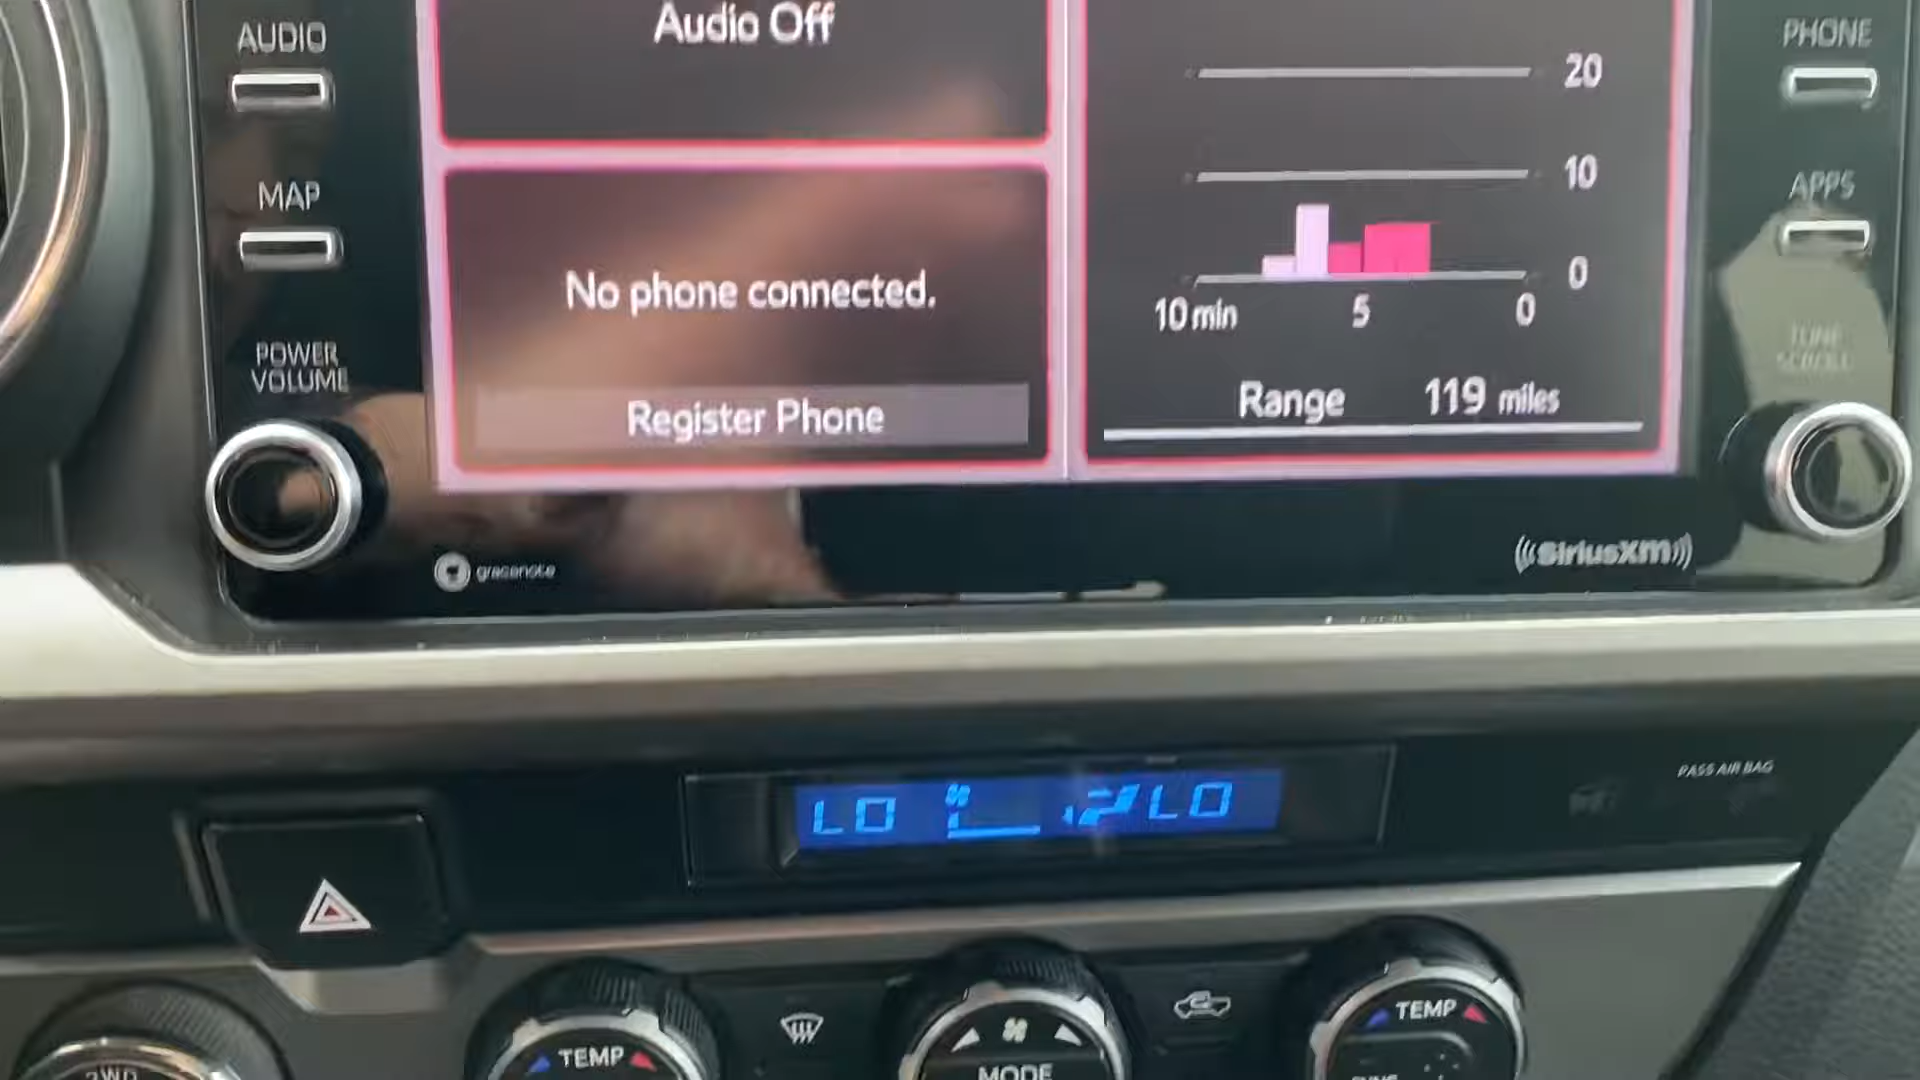 AUDIO
MAP
POWER
VOLUME
Audio Off
No phone connected.
Register Phone
20
10
0
10 min 5 0
Range 119 miles
PHONE
APPS
TUNE
SCROLL
gracenote
SiriusXM
LO LO
PASS AIR BAG
2WD
TEMP
MODE
TEMP
SYNC